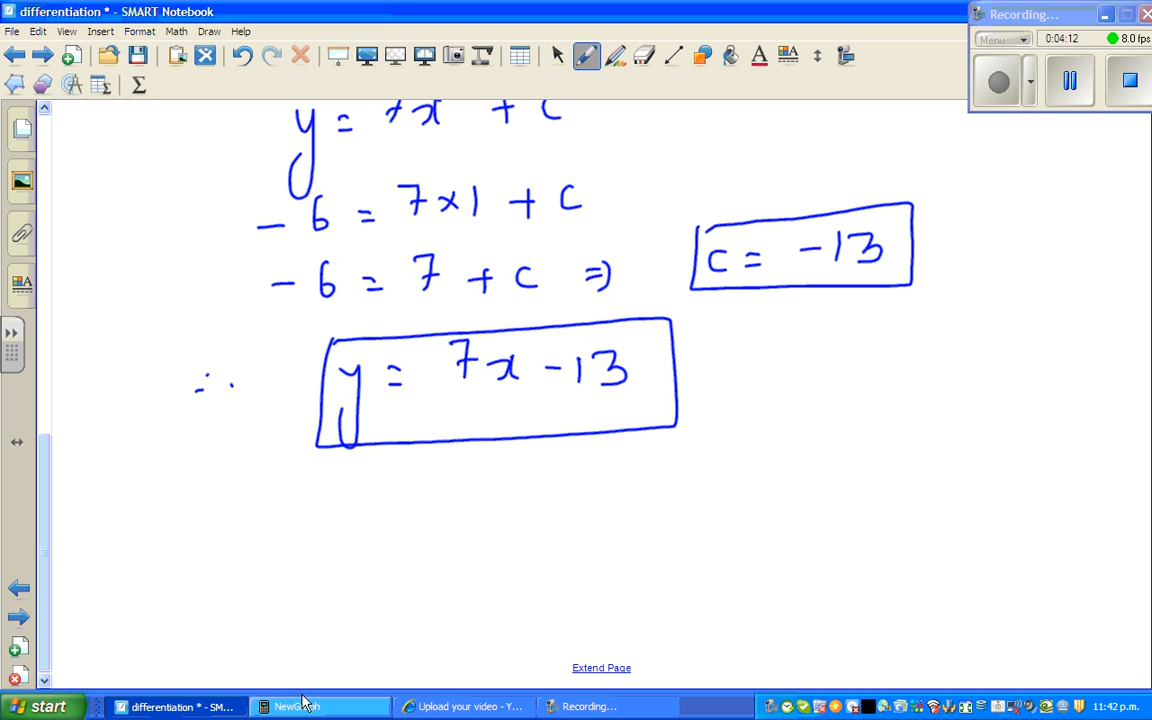 differentiation * - SMART Notebook
Recording...
File Edit View Insert Format Math Draw Help
Menu 0:04:12 8.0 fps
y = 7x + c
- 6 = 7 x 1 + c
c = -13
- 6 = 7 + c ⇒
∴ y = 7x - 13
Extend Page
start differentiation * - SM... NewGraph Upload your video - Y... Recording... 11:42 p.m.